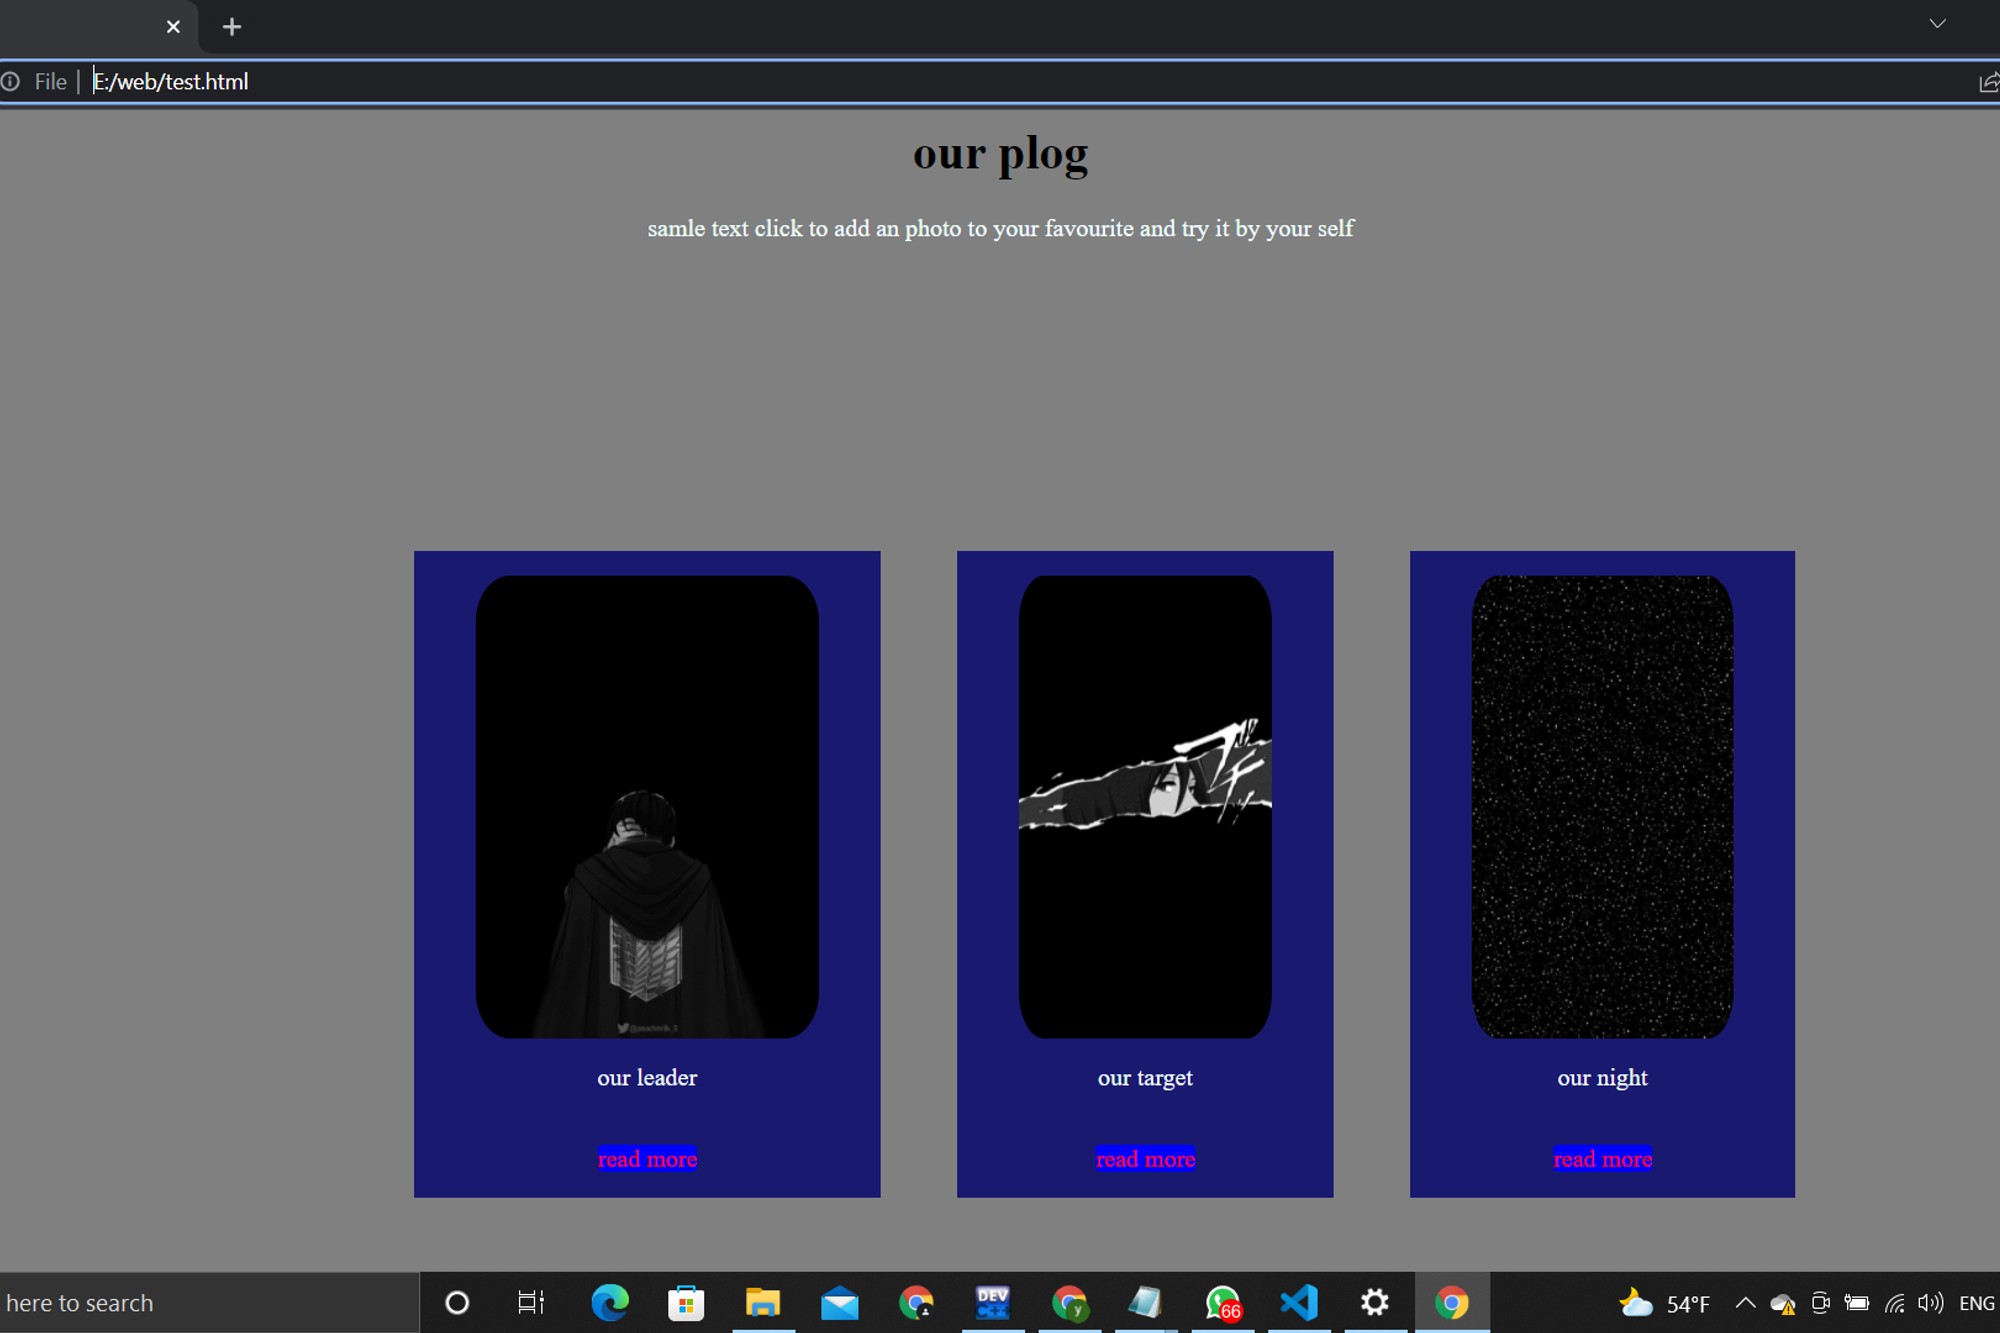 File | E:/web/test.html
our plog
samle text click to add an photo to your favourite and try it by your self
ブチ
our leader
our target
our night
read more
read more
read more
here to search
DEV
C++
y
66
54°F
ENG